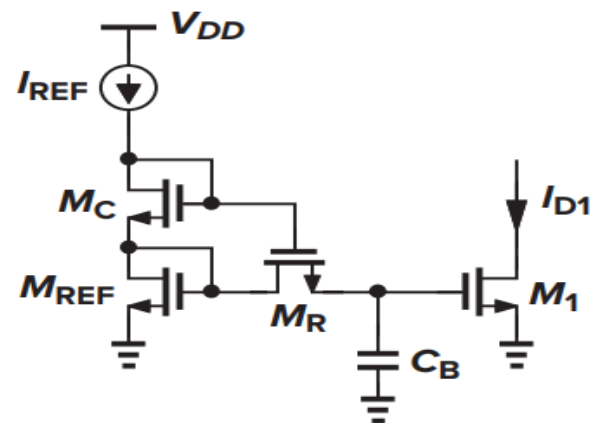 V_DD
I_REF
M_C
I_D1
M_REF
M_R
M_1
C_B